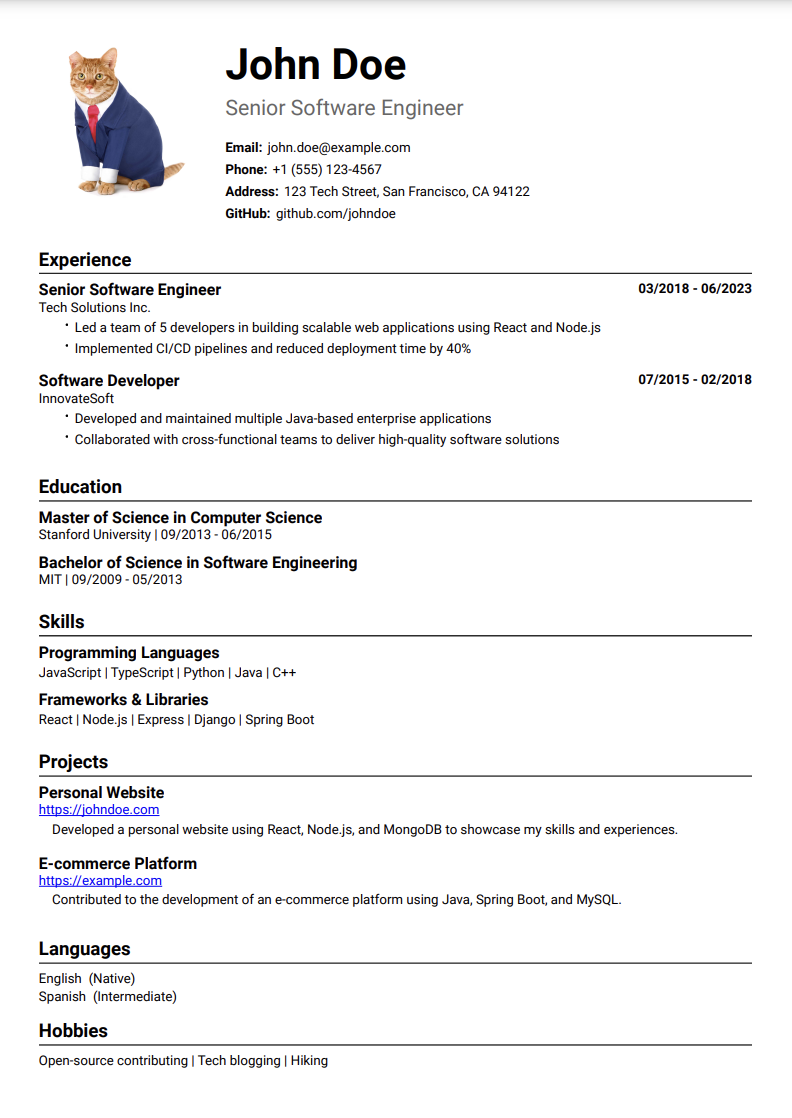 John Doe
Senior Software Engineer
Email: john.doe@example.com
Phone: +1 (555) 123-4567
Address: 123 Tech Street, San Francisco, CA 94122
GitHub: github.com/johndoe
Experience
Senior Software Engineer 03/2018 - 06/2023
Tech Solutions Inc.
· Led a team of 5 developers in building scalable web applications using React and Node.js
· Implemented CI/CD pipelines and reduced deployment time by 40%
Software Developer 07/2015 - 02/2018
InnovateSoft
· Developed and maintained multiple Java-based enterprise applications
· Collaborated with cross-functional teams to deliver high-quality software solutions
Education
Master of Science in Computer Science
Stanford University | 09/2013 - 06/2015
Bachelor of Science in Software Engineering
MIT | 09/2009 - 05/2013
Skills
Programming Languages
JavaScript | TypeScript | Python | Java | C++
Frameworks & Libraries
React | Node.js | Express | Django | Spring Boot
Projects
Personal Website
https://johndoe.com
Developed a personal website using React, Node.js, and MongoDB to showcase my skills and experiences.
E-commerce Platform
https://example.com
Contributed to the development of an e-commerce platform using Java, Spring Boot, and MySQL.
Languages
English (Native)
Spanish (Intermediate)
Hobbies
Open-source contributing | Tech blogging | Hiking